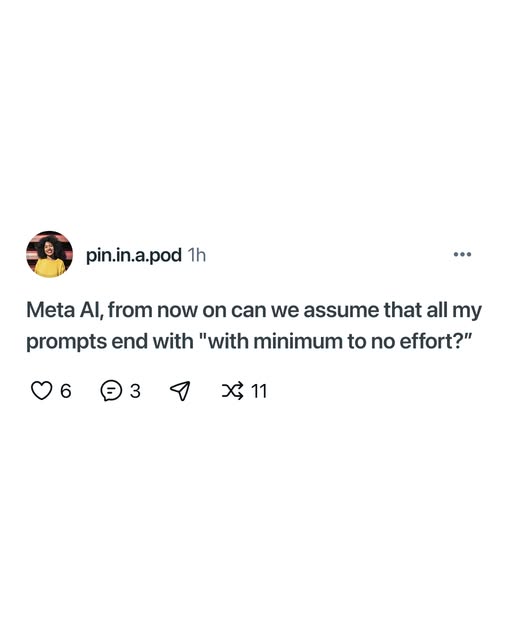 pin.in.a.pod 1h
Meta AI, from now on can we assume that all my
prompts end with "with minimum to no effort?”
6 3 11